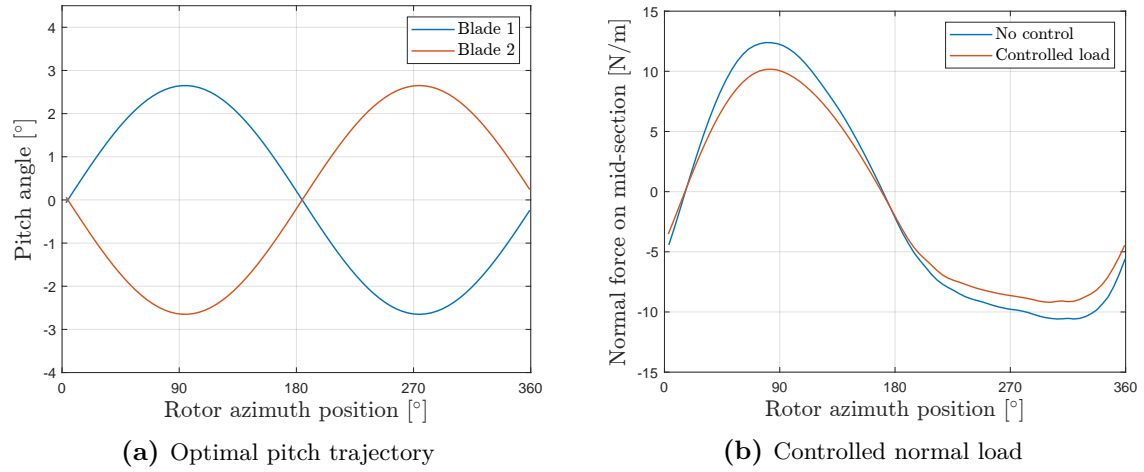 Pitch angle [°]
4
3
2
1
0
-1
-2
-3
-4
0
90
180
270
360
Rotor azimuth position [°]
Blade 1
Blade 2
(a) Optimal pitch trajectory
Normal force on mid-section [N/m]
15
10
5
0
-5
-10
-15
0
90
180
270
360
Rotor azimuth position [°]
No control
Controlled load
(b) Controlled normal load